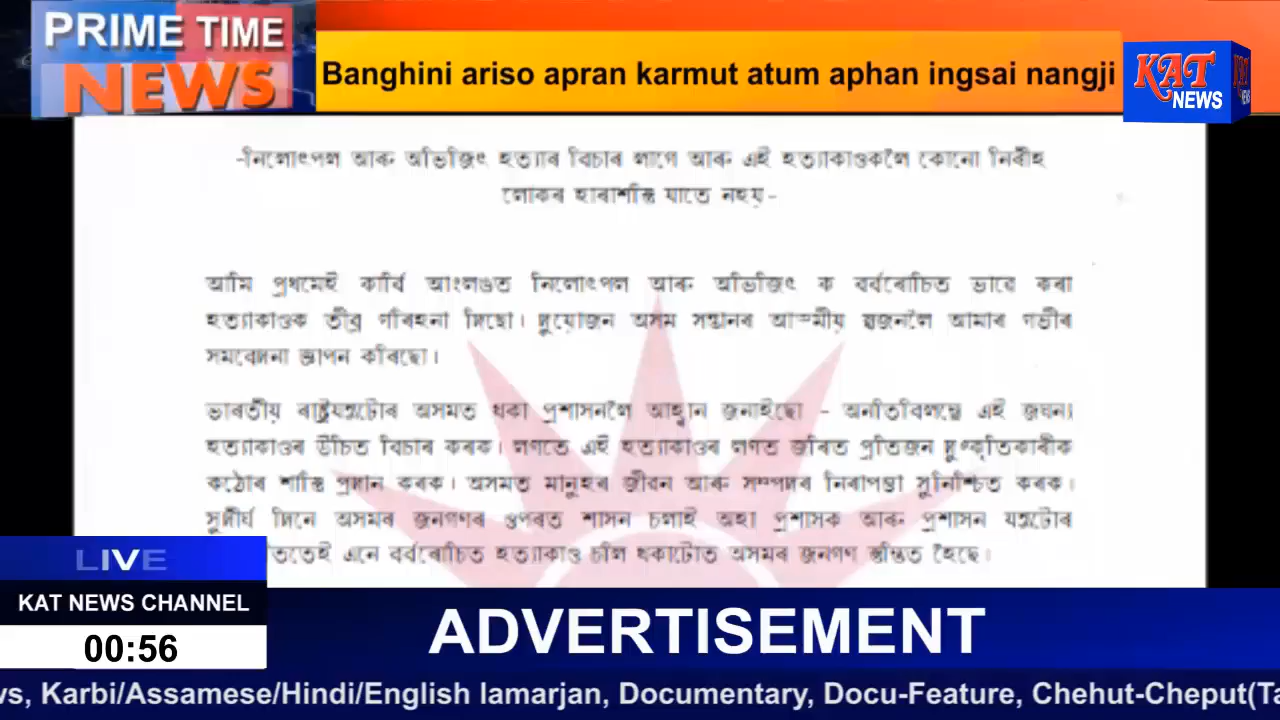 PRIME TIME
NEWS
Banghini ariso apran karmut atum aphan ingsai nangji
KAT
NEWS
-নিলোৎপল আৰু অভিজিৎ হত্যাৰ বিচাৰ লাগে আৰু এই হত্যাকাণ্ডকলৈ কোনো নিৰীহ
লোকৰ হাৰাশাস্তি যাতে নহয়-
আমি প্ৰথমেই কাৰ্বি আংলঙত নিলোৎপল আৰু অভিজিৎ ক বৰ্বৰোচিত ভাৱে কৰা
হত্যাকাণ্ডক তীব্ৰ গৰিহনা দিছো। দুয়োজন অসম সন্তানৰ আত্মীয় স্বজনলৈ আমাৰ গভীৰ
সমবেদনা জ্ঞাপন কৰিছো।
ভাৰতীয় ৰাষ্ট্ৰযন্ত্ৰটোৰ অসমত থকা প্ৰশাসনলৈ আহ্বান জনাইছো - অনতিবিলম্বে এই জঘন্য
হত্যাকাণ্ডৰ উচিত বিচাৰ কৰক। লগতে এই হত্যাকাণ্ডৰ লগত জৰিত প্ৰতিজন দুষ্কৃতিকাৰীক
কঠোৰ শাস্তি প্ৰদান কৰক। অসমত মানুহৰ জীৱন আৰু সম্পদৰ নিৰাপত্তা সুনিশ্চিত কৰক।
সুদীৰ্ঘ দিনে অসমৰ জনগণৰ ওপৰত শাসন চলাই অহা প্ৰশাসক আৰু প্ৰশাসন যন্ত্ৰটোৰ
এনে বৰ্বৰোচিত হত্যাকাণ্ড চলি থকাটোত অসমৰ জনগণ স্তম্ভিত হৈছে।
LIVE
KAT NEWS CHANNEL
00:56
ADVERTISEMENT
vs, Karbi/Assamese/Hindi/English lamarjan, Documentary, Docu-Feature, Chehut-Cheput(Ta